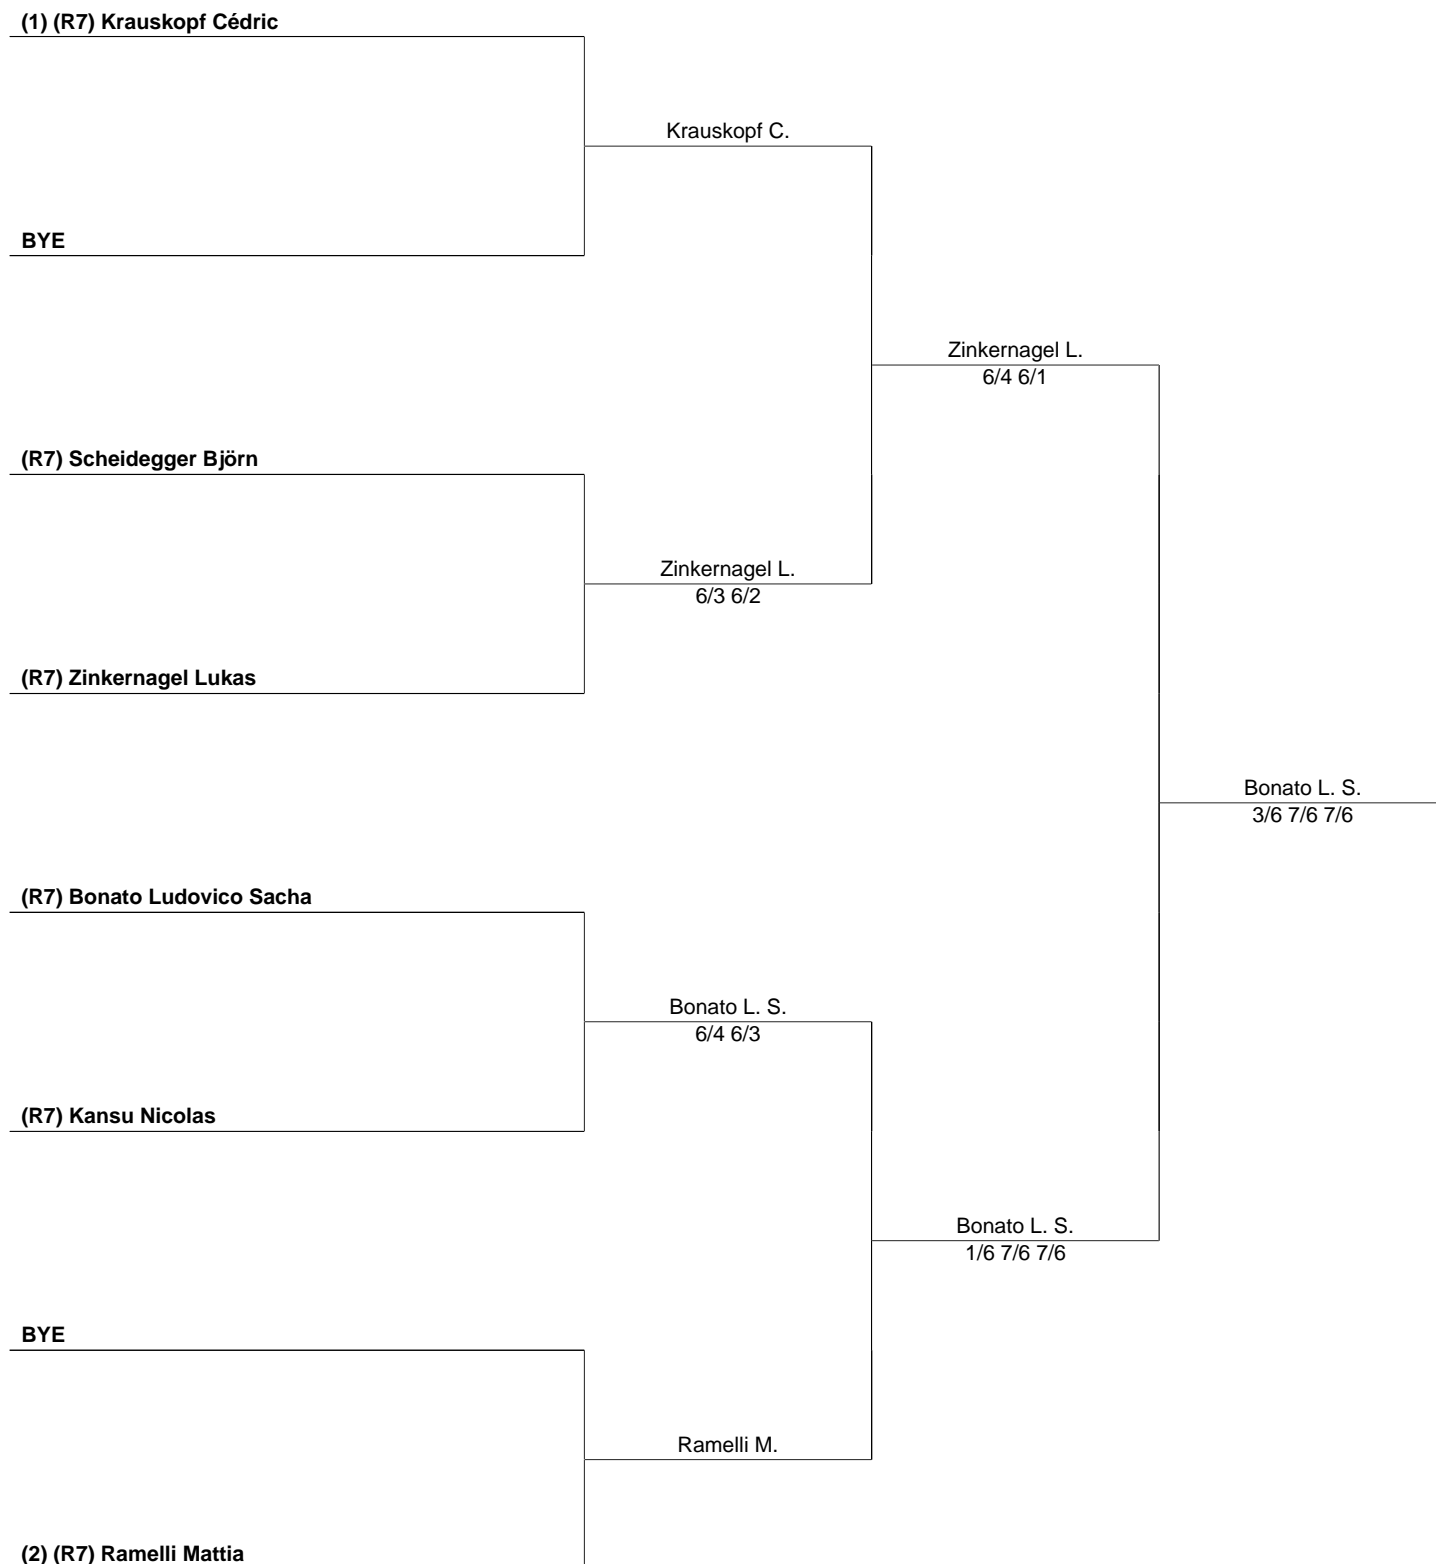 (1) (R7) Krauskopf Cédric
Krauskopf C.
BYE
Zinkernagel L.
6/4 6/1
(R7) Scheidegger Björn
Zinkernagel L.
6/3 6/2
(R7) Zinkernagel Lukas
Bonato L. S.
3/6 7/6 7/6
(R7) Bonato Ludovico Sacha
Bonato L. S.
6/4 6/3
(R7) Kansu Nicolas
Bonato L. S.
1/6 7/6 7/6
BYE
Ramelli M.
(2) (R7) Ramelli Mattia